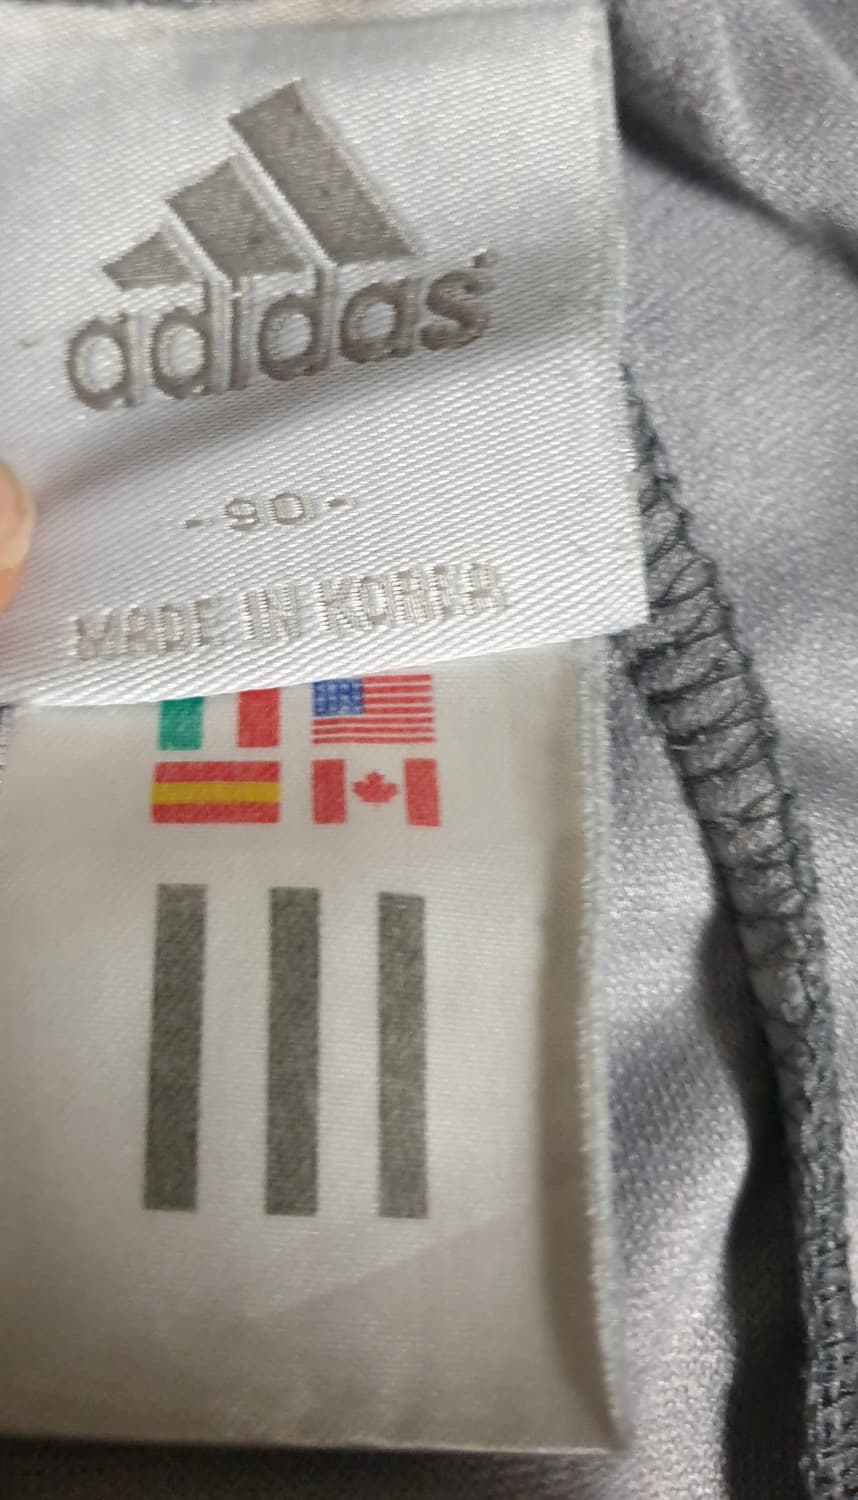 adidas
-90-
MADE IN KOREA